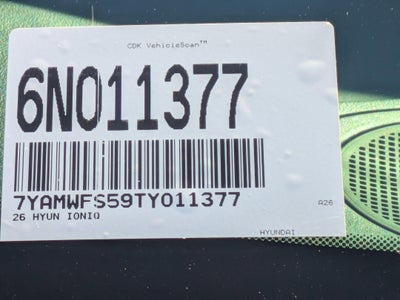 CDK VehicleScan™
6N011377
7YAMWFS59TY011377
26 HYUN IONIQ
A26
HYUNDAI